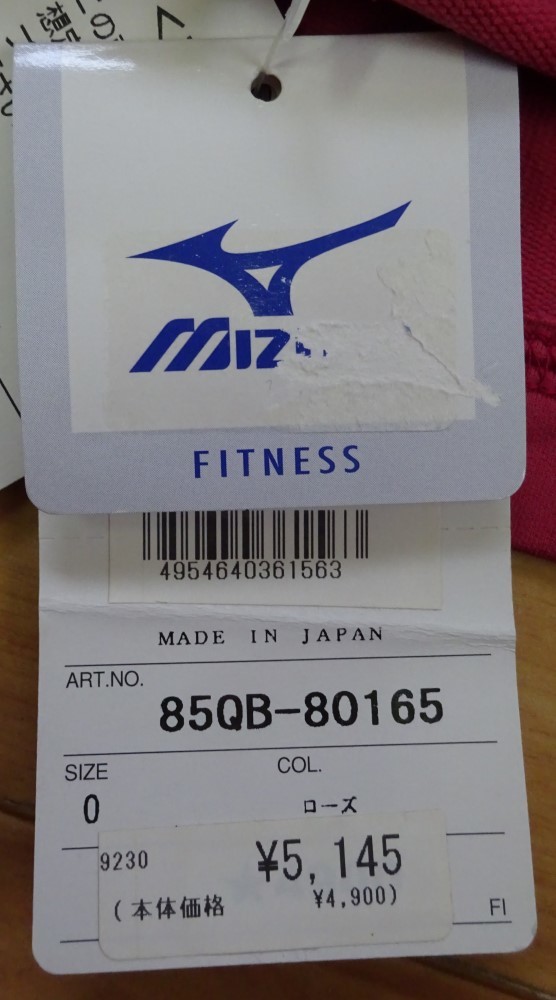 MIZ
FITNESS
4954640361563
MADE IN JAPAN
ART.NO.
85QB-80165
SIZE
COL.
0
ローズ
9230
¥5,145
(本体価格 ¥4,900)
FI